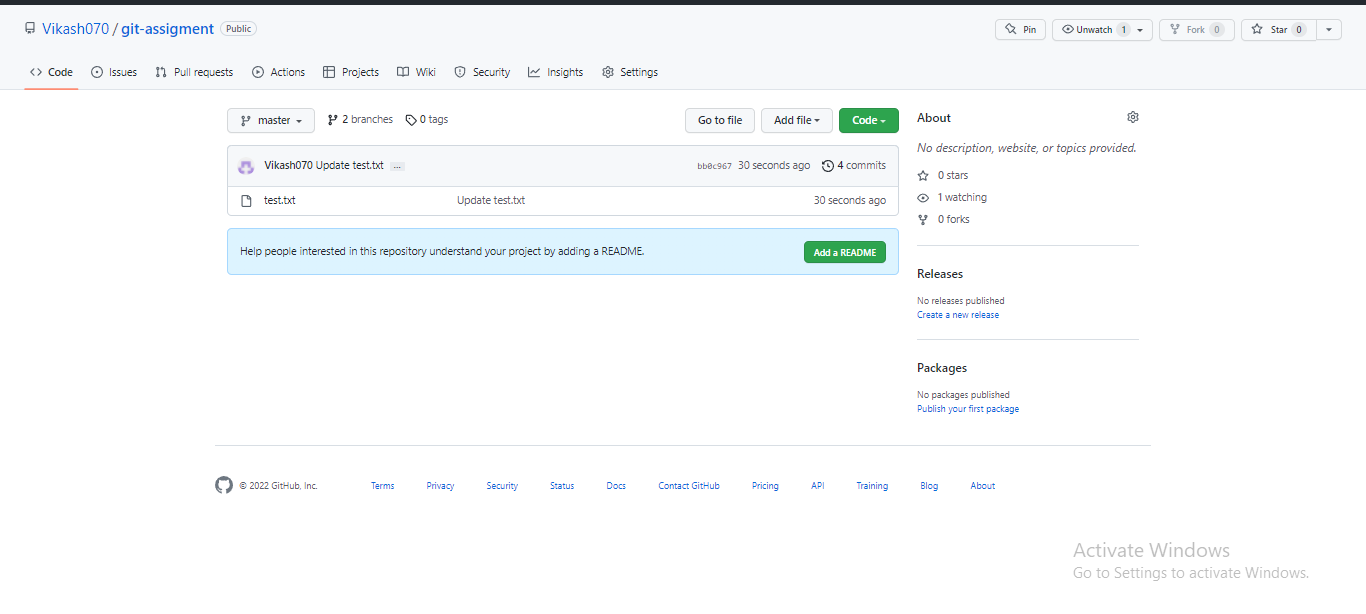 Vikash070 / git-assigment Public
Pin Unwatch 1 Fork 0 Star 0
Code Issues Pull requests Actions Projects Wiki Security Insights Settings
master 2 branches 0 tags Go to file Add file Code
Vikash070 Update test.txt ... bb0c967 30 seconds ago 4 commits
test.txt Update test.txt 30 seconds ago
Help people interested in this repository understand your project by adding a README. Add a README
About
No description, website, or topics provided.
0 stars
1 watching
0 forks
Releases
No releases published
Create a new release
Packages
No packages published
Publish your first package
© 2022 GitHub, Inc. Terms Privacy Security Status Docs Contact GitHub Pricing API Training Blog About
Activate Windows
Go to Settings to activate Windows.